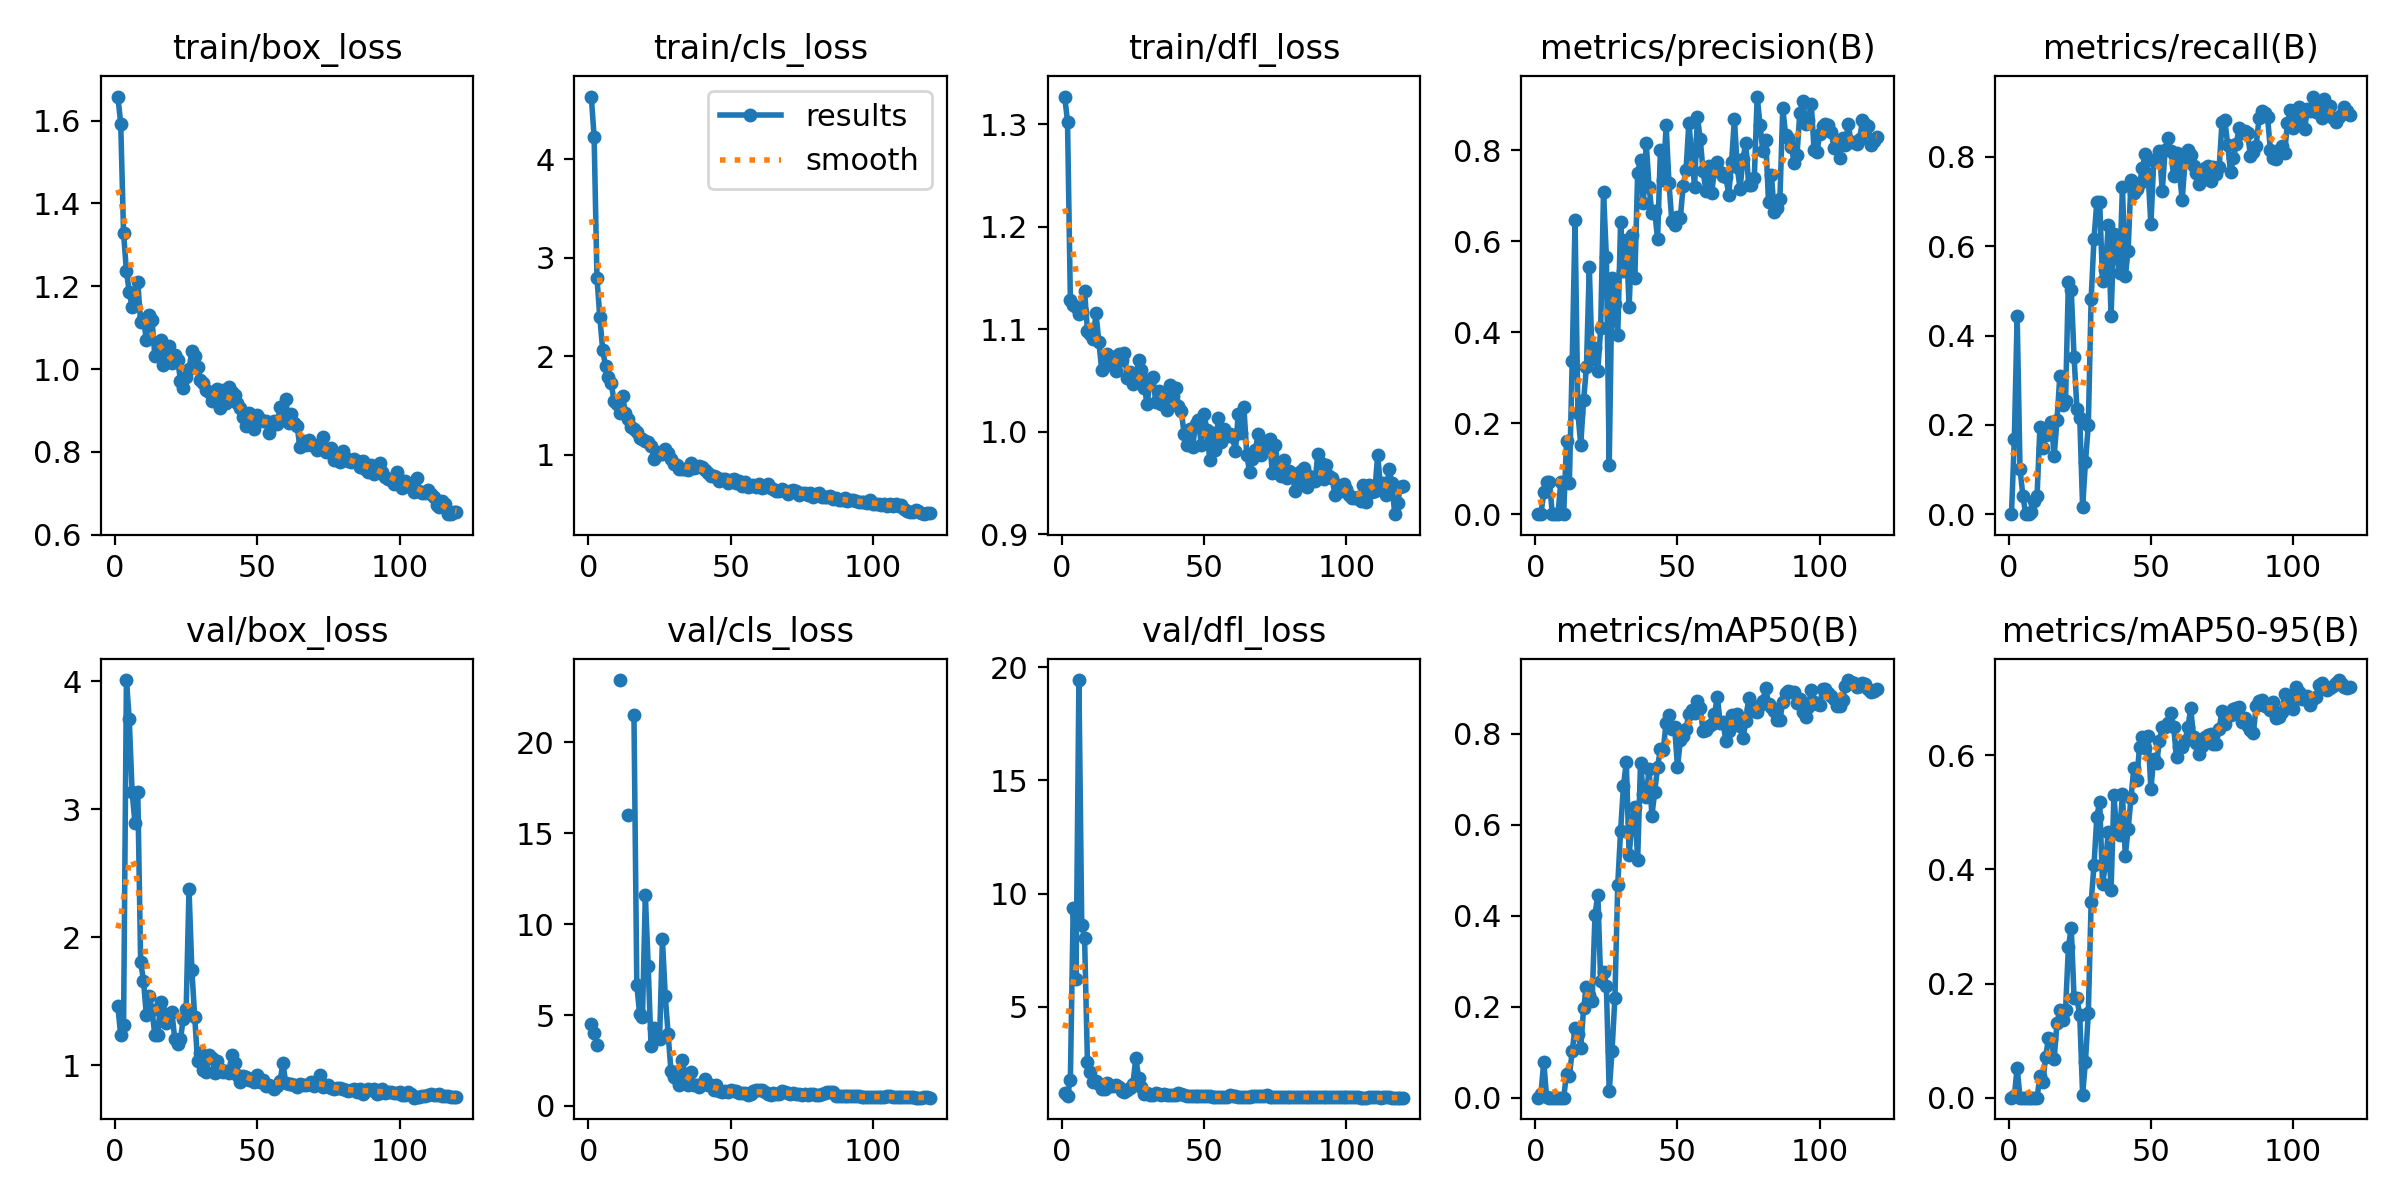 train/box_loss
1.6
1.4
1.2
1.0
0.8
0.6
0 50 100
train/cls_loss
results
smooth
4
3
2
1
0 50 100
train/dfl_loss
1.3
1.2
1.1
1.0
0.9
0 50 100
metrics/precision(B)
0.8
0.6
0.4
0.2
0.0
0 50 100
metrics/recall(B)
0.8
0.6
0.4
0.2
0.0
0 50 100
val/box_loss
4
3
2
1
0 50 100
val/cls_loss
20
15
10
5
0
0 50 100
val/dfl_loss
20
15
10
5
0 50 100
metrics/mAP50(B)
0.8
0.6
0.4
0.2
0.0
0 50 100
metrics/mAP50-95(B)
0.6
0.4
0.2
0.0
0 50 100